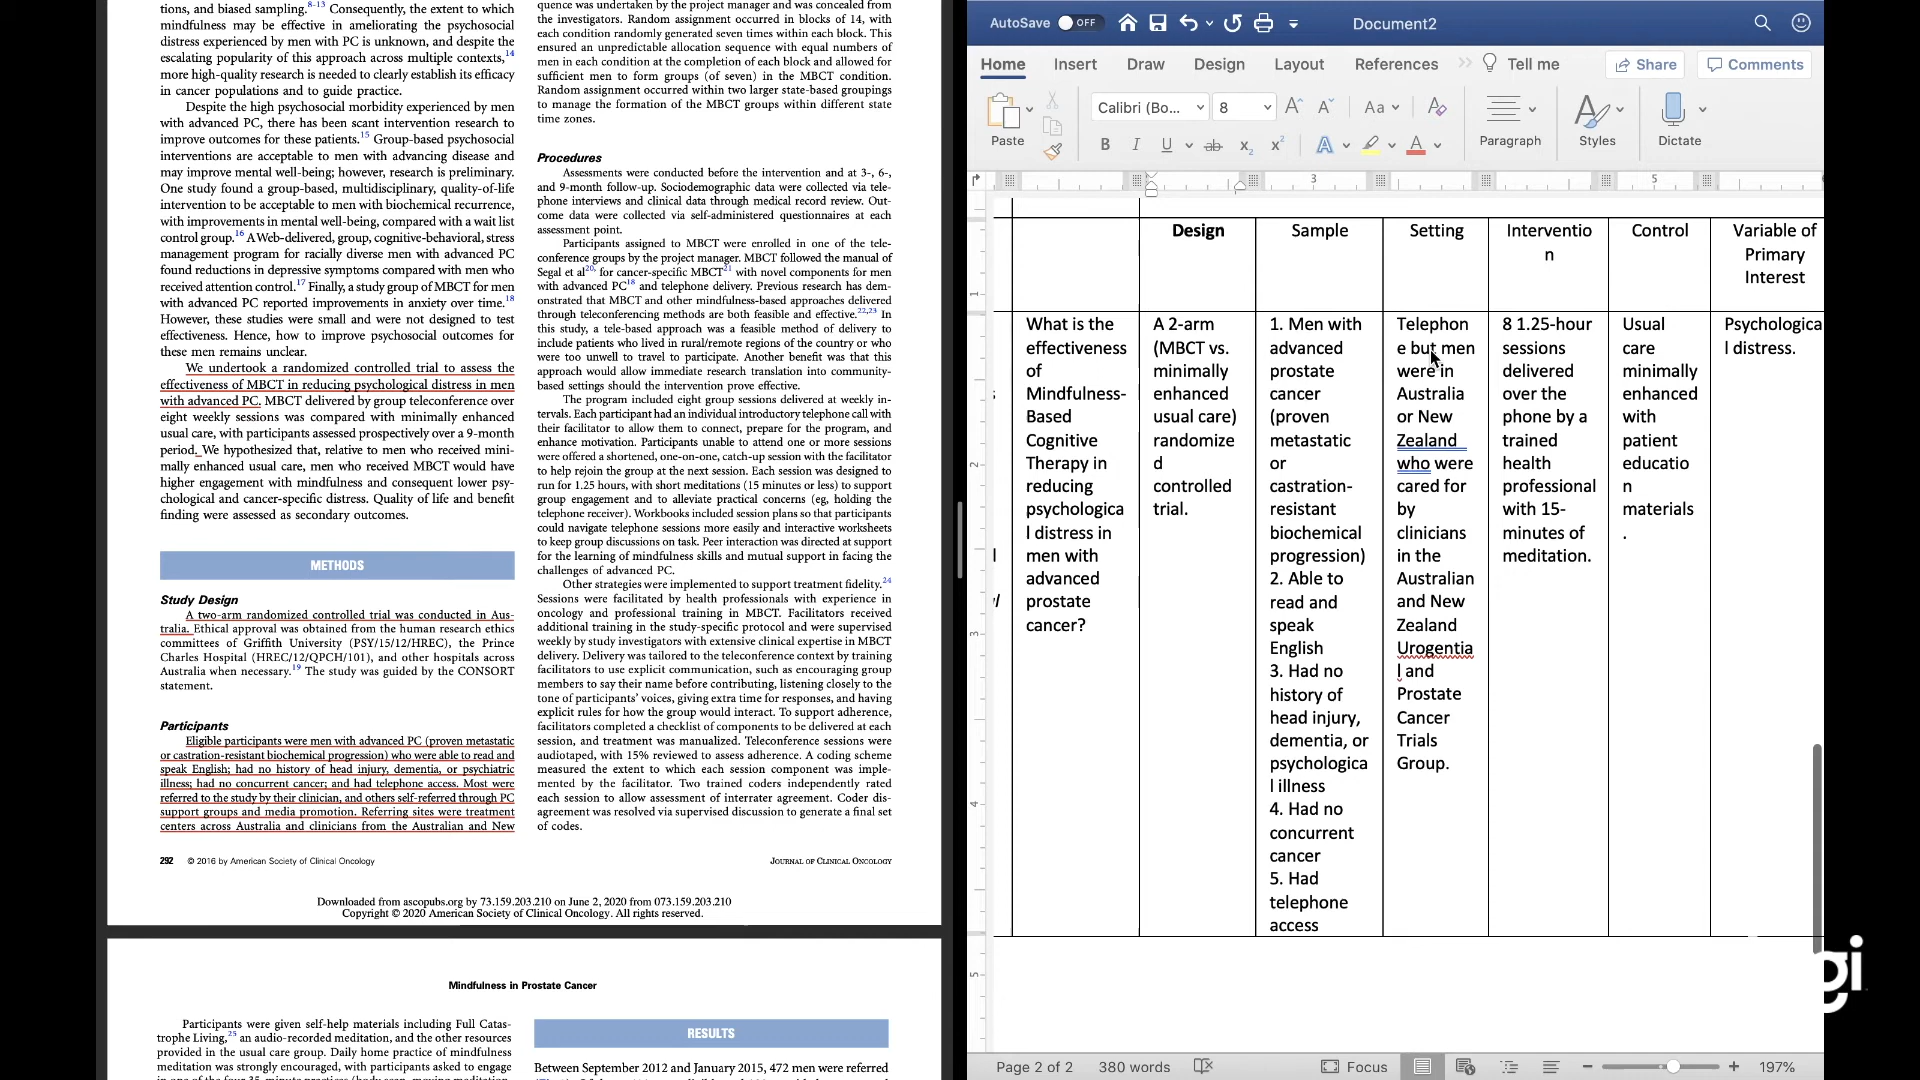 tions, and biased sampling.8-13 Consequently, the extent to which
mindfulness may be effective in ameliorating the psychosocial
distress experienced by men with PC is unknown, and despite the
escalating popularity of this approach across multiple contexts,14
more high-quality research is needed to clearly establish its efficacy
in cancer populations and to guide practice.
Despite the high psychosocial morbidity experienced by men
with advanced PC, there has been scant intervention research to
improve outcomes for these patients.15 Group-based psychosocial
interventions are acceptable to men with advancing disease and
may improve mental well-being; however, research is preliminary.
One study found a group-based, multidisciplinary, quality-of-life
intervention to be acceptable to men with biochemical recurrence,
with improvements in mental well-being, compared with a wait list
control group.16 A Web-delivered, group, cognitive-behavioral, stress
management program for racially diverse men with advanced PC
found reductions in depressive symptoms compared with men who
received attention control.17 Finally, a study group of MBCT for men
with advanced PC reported improvements in anxiety over time.18
However, these studies were small and were not designed to test
effectiveness. Hence, how to improve psychosocial outcomes for
these men remains unclear.
We undertook a randomized controlled trial to assess the
effectiveness of MBCT in reducing psychological distress in men
with advanced PC. MBCT delivered by group teleconference over
eight weekly sessions was compared with minimally enhanced
usual care, with participants assessed prospectively over a 9-month
period. We hypothesized that, relative to men who received mini-
mally enhanced usual care, men who received MBCT would have
higher engagement with mindfulness and consequent lower psy-
chological and cancer-specific distress. Quality of life and benefit
finding were assessed as secondary outcomes.
METHODS
Study Design
A two-arm randomized controlled trial was conducted in Aus-
tralia. Ethical approval was obtained from the human research ethics
committees of Griffith University (PSY/15/12/HREC), the Prince
Charles Hospital (HREC/12/QPCH/101), and other hospitals across
Australia when necessary.19 The study was guided by the CONSORT
statement.
Participants
Eligible participants were men with advanced PC (proven metastatic
or castration-resistant biochemical progression) who were able to read and
speak English; had no history of head injury, dementia, or psychiatric
illness; had no concurrent cancer; and had telephone access. Most were
referred to the study by their clinician, and others self-referred through PC
support groups and media promotion. Referring sites were treatment
centers across Australia and clinicians from the Australian and New
quence was undertaken by the project manager and was concealed from
the investigators. Random assignment occurred in blocks of 14, with
each condition randomly generated seven times within each block. This
ensured an unpredictable allocation sequence with equal numbers of
men in each condition at the completion of each block and allowed for
sufficient men to form groups (of seven) in the MBCT condition.
Random assignment occurred within two larger state-based groupings
to manage the formation of the MBCT groups within different state
time zones.
Procedures
Assessments were conducted before the intervention and at 3-, 6-,
and 9-month follow-up. Sociodemographic data were collected via tele-
phone interviews and clinical data through medical record review. Out-
come data were collected via self-administered questionnaires at each
assessment point.
Participants assigned to MBCT were enrolled in one of the tele-
conference groups by the project manager. MBCT followed the manual of
Segal et al20, for cancer-specific MBCT21 with novel components for men
with advanced PC18 and telephone delivery. Previous research has dem-
onstrated that MBCT and other mindfulness-based approaches delivered
through teleconferencing methods are both feasible and effective.22,23 In
this study, a tele-based approach was a feasible method of delivery to
include patients who lived in rural/remote regions of the country or who
were too unwell to travel to participate. Another benefit was that this
approach would allow immediate research translation into community-
based settings should the intervention prove effective.
The program included eight group sessions delivered at weekly in-
tervals. Each participant had an individual introductory telephone call with
their facilitator to allow them to connect, prepare for the program, and
enhance motivation. Participants unable to attend one or more sessions
were offered a shortened, one-on-one, catch-up session with the facilitator
to help rejoin the group at the next session. Each session was designed to
run for 1.25 hours, with short meditations (15 minutes or less) to support
group engagement and to alleviate practical concerns (eg, holding the
telephone receiver). Workbooks included session plans so that participants
could navigate telephone sessions more easily and interactive worksheets
to keep group discussions on task. Peer interaction was directed at support
for the learning of mindfulness skills and mutual support in facing the
challenges of advanced PC.
Other strategies were implemented to support treatment fidelity.24
Sessions were facilitated by health professionals with experience in
oncology and professional training in MBCT. Facilitators received
additional training in the study-specific protocol and were supervised
weekly by study investigators with extensive clinical expertise in MBCT
delivery. Delivery was tailored to the teleconference context by training
facilitators to use explicit communication, such as encouraging group
members to say their name before contributing, listening closely to the
tone of participants' voices, giving extra time for responses, and having
explicit rules for how the group would interact. To support adherence,
facilitators completed a checklist of components to be delivered at each
session, and treatment was manualized. Teleconference sessions were
audiotaped, with 15% reviewed to assess adherence. A coding scheme
measured the extent to which each session component was imple-
mented by the facilitator. Two trained coders independently rated
each session to allow assessment of interrater agreement. Coder dis-
agreement was resolved via supervised discussion to generate a final set
of codes.
292 © 2016 by American Society of Clinical Oncology
JOURNAL OF CLINICAL ONCOLOGY
Downloaded from ascopubs.org by 73.159.203.210 on June 2, 2020 from 073.159.203.210
Copyright © 2020 American Society of Clinical Oncology. All rights reserved.
Mindfulness in Prostate Cancer
Participants were given self-help materials including Full Catas-
trophe Living,25 an audio-recorded meditation, and the other resources
provided in the usual care group. Daily home practice of mindfulness
meditation was strongly encouraged, with participants asked to engage
RESULTS
Between September 2012 and January 2015, 472 men were referred
AutoSave OFF
Document2
Home Insert Draw Design Layout References Tell me Share Comments
Paste
Calibri (Bo... 8
Aa
B I U ab x2 x2 A A
Paragraph
Styles
Dictate
3 5
Design
Sample
Setting
Interventio
n
Control
Variable of
Primary
Interest
What is the
effectiveness
of
Mindfulness-
Based
Cognitive
Therapy in
reducing
psychologica
l distress in
men with
advanced
prostate
cancer?
A 2-arm
(MBCT vs.
minimally
enhanced
usual care)
randomize
d
controlled
trial.
1. Men with
advanced
prostate
cancer
(proven
metastatic
or
castration-
resistant
biochemical
progression)
2. Able to
read and
speak
English
3. Had no
history of
head injury,
dementia, or
psychologica
l illness
4. Had no
concurrent
cancer
5. Had
telephone
access
Telephon
e but men
were in
Australia
or New
Zealand
who were
cared for
by
clinicians
in the
Australian
and New
Zealand
Urogentia
l and
Prostate
Cancer
Trials
Group.
8 1.25-hour
sessions
delivered
over the
phone by a
trained
health
professional
with 15-
minutes of
meditation.
Usual
care
minimally
enhanced
with
patient
educatio
n
materials
.
Psychologica
l distress.
1
2
3
4
5
gi
Page 2 of 2 380 words Focus 197%